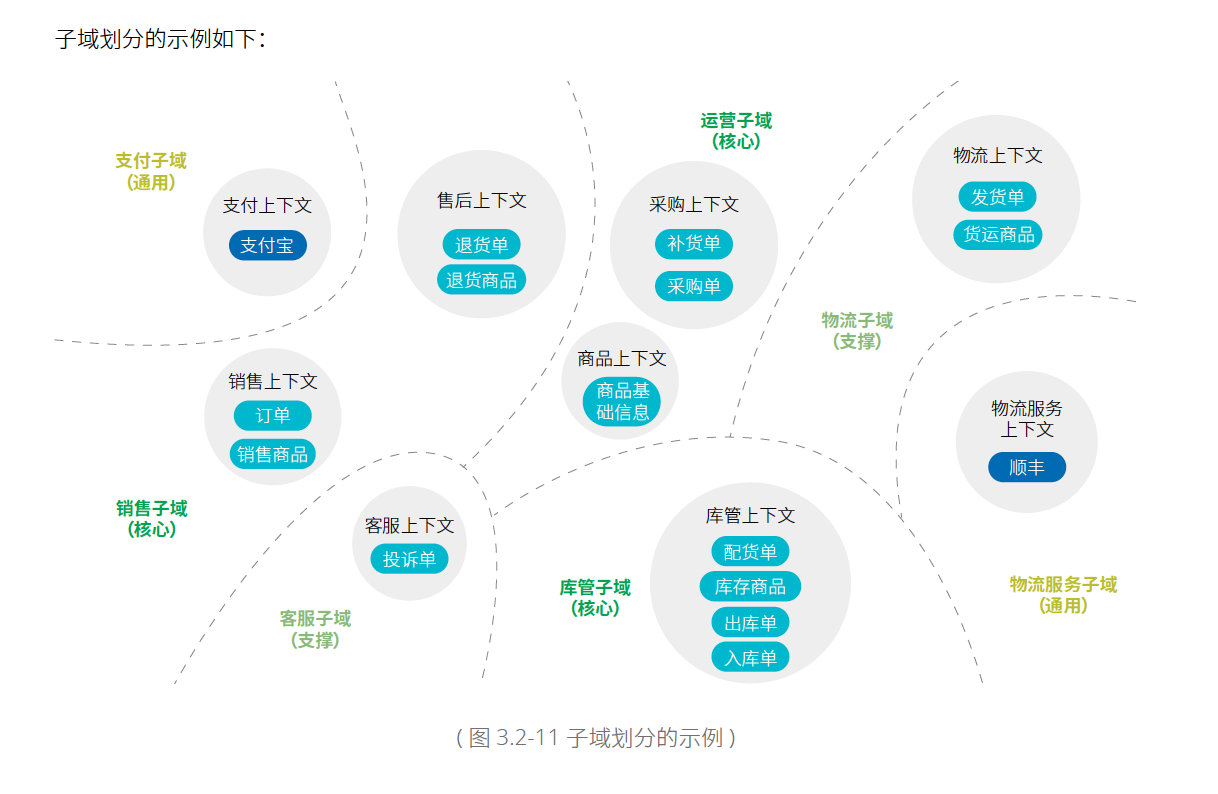 子域划分的示例如下：
运营子域
（核心）
支付子域
（通用）
支付上下文
支付宝
售后上下文
退货单
退货商品
采购上下文
补货单
采购单
物流上下文
发货单
货运商品
物流子域
（支撑）
商品上下文
商品基
础信息
销售上下文
订单
销售商品
销售子域
（核心）
物流服务
上下文
顺丰
客服上下文
投诉单
客服子域
（支撑）
库管子域
（核心）
库管上下文
配货单
库存商品
出库单
入库单
物流服务子域
（通用）
( 图 3.2-11 子域划分的示例 )